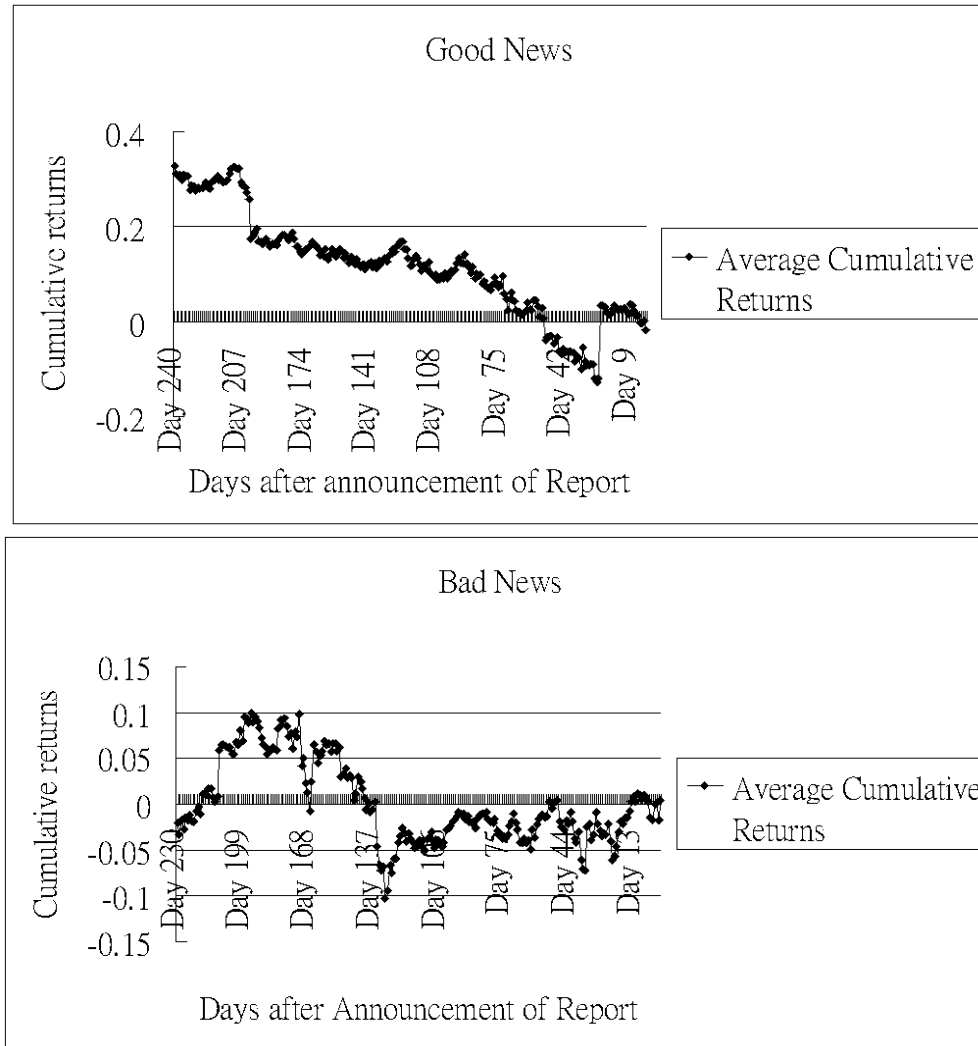 Good News
0.4
0.2
0
-0.2
Cumulative returns
Day 240
Day 207
Day 174
Day 141
Day 108
Day 75
Day 42
Day 9
Days after announcement of Report
Average Cumulative
Returns
Bad News
0.15
0.1
0.05
0
-0.05
-0.1
-0.15
Cumulative returns
Day 230
Day 199
Day 168
Day 137
Day 75
Day 44
Day 13
Days after Announcement of Report
Average Cumulative
Returns